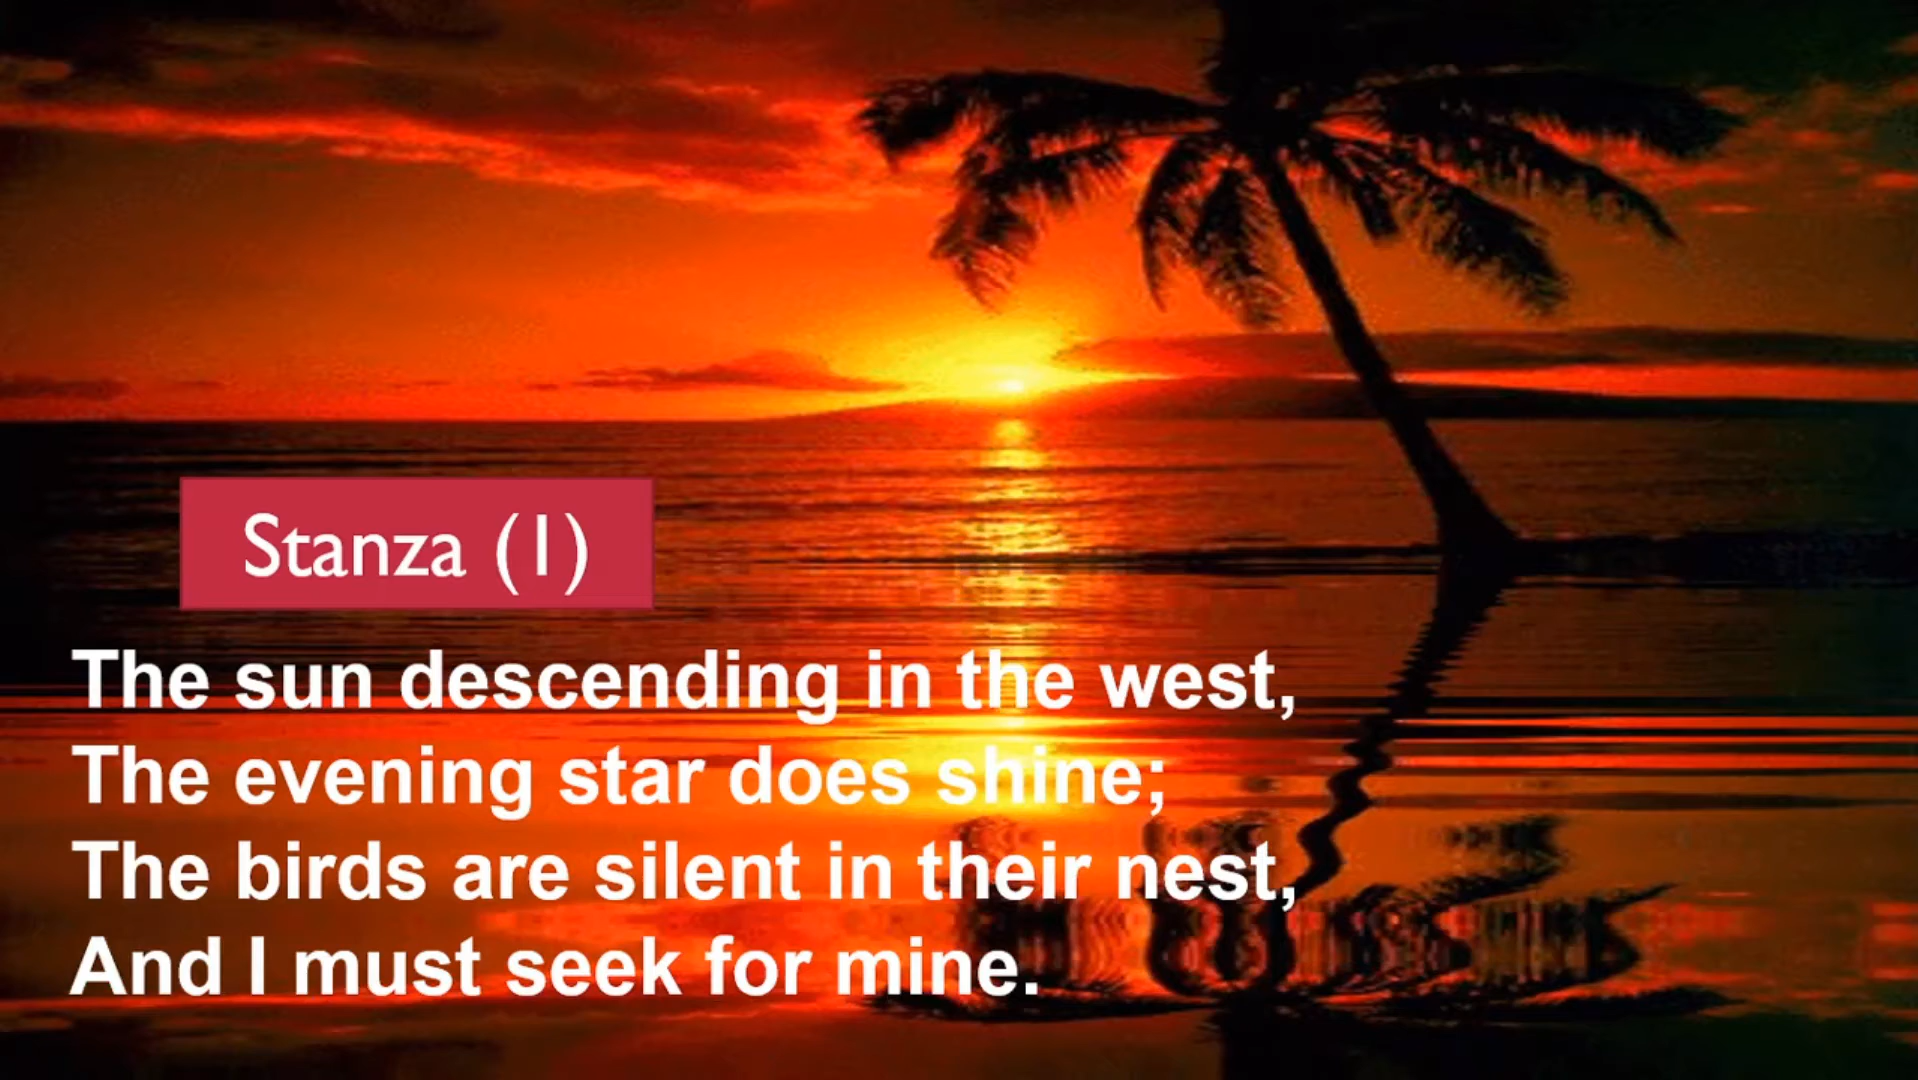 Stanza (1)
The sun descending in the west,
The evening star does shine;
The birds are silent in their nest,
And I must seek for mine.